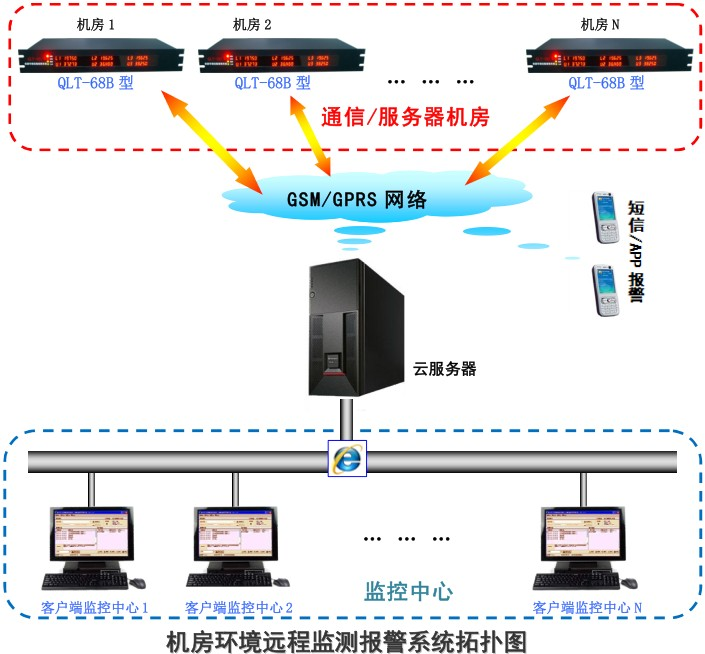 机房 1
机房 2
机房 N
QLT-68B 型
QLT-68B 型
… … …
QLT-68B 型
通信/服务器机房
GSM/GPRS 网络
短信/APP 报警
云服务器
… … …
监控中心
客户端监控中心 1
客户端监控中心 2
客户端监控中心 N
机房环境远程监测报警系统拓扑图